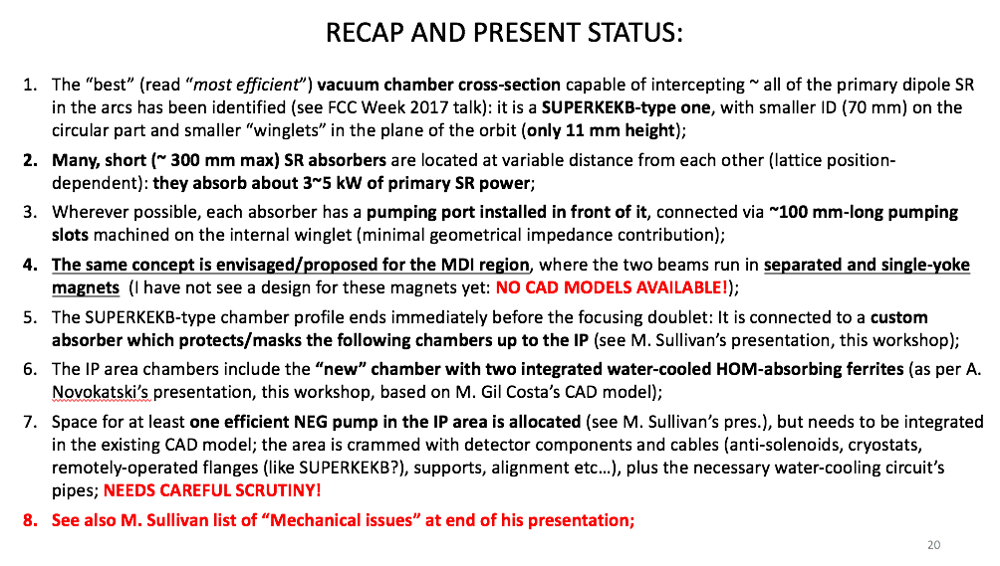 RECAP AND PRESENT STATUS:
1. The “best” (read “most efficient”) vacuum chamber cross-section capable of intercepting ~ all of the primary dipole SR
in the arcs has been identified (see FCC Week 2017 talk): it is a SUPERKEKB-type one, with smaller ID (70 mm) on the
circular part and smaller “winglets” in the plane of the orbit (only 11 mm height);
2. Many, short (~ 300 mm max) SR absorbers are located at variable distance from each other (lattice position-
dependent): they absorb about 3~5 kW of primary SR power;
3. Wherever possible, each absorber has a pumping port installed in front of it, connected via ~100 mm-long pumping
slots machined on the internal winglet (minimal geometrical impedance contribution);
4. The same concept is envisaged/proposed for the MDI region, where the two beams run in separated and single-yoke
magnets (I have not see a design for these magnets yet: NO CAD MODELS AVAILABLE!);
5. The SUPERKEKB-type chamber profile ends immediately before the focusing doublet: It is connected to a custom
absorber which protects/masks the following chambers up to the IP (see M. Sullivan’s presentation, this workshop);
6. The IP area chambers include the “new” chamber with two integrated water-cooled HOM-absorbing ferrites (as per A.
Novokatski’s presentation, this workshop, based on M. Gil Costa’s CAD model);
7. Space for at least one efficient NEG pump in the IP area is allocated (see M. Sullivan’s pres.), but needs to be integrated
in the existing CAD model; the area is crammed with detector components and cables (anti-solenoids, cryostats,
remotely-operated flanges (like SUPERKEKB?), supports, alignment etc…), plus the necessary water-cooling circuit’s
pipes; NEEDS CAREFUL SCRUTINY!
8. See also M. Sullivan list of “Mechanical issues” at end of his presentation;
20